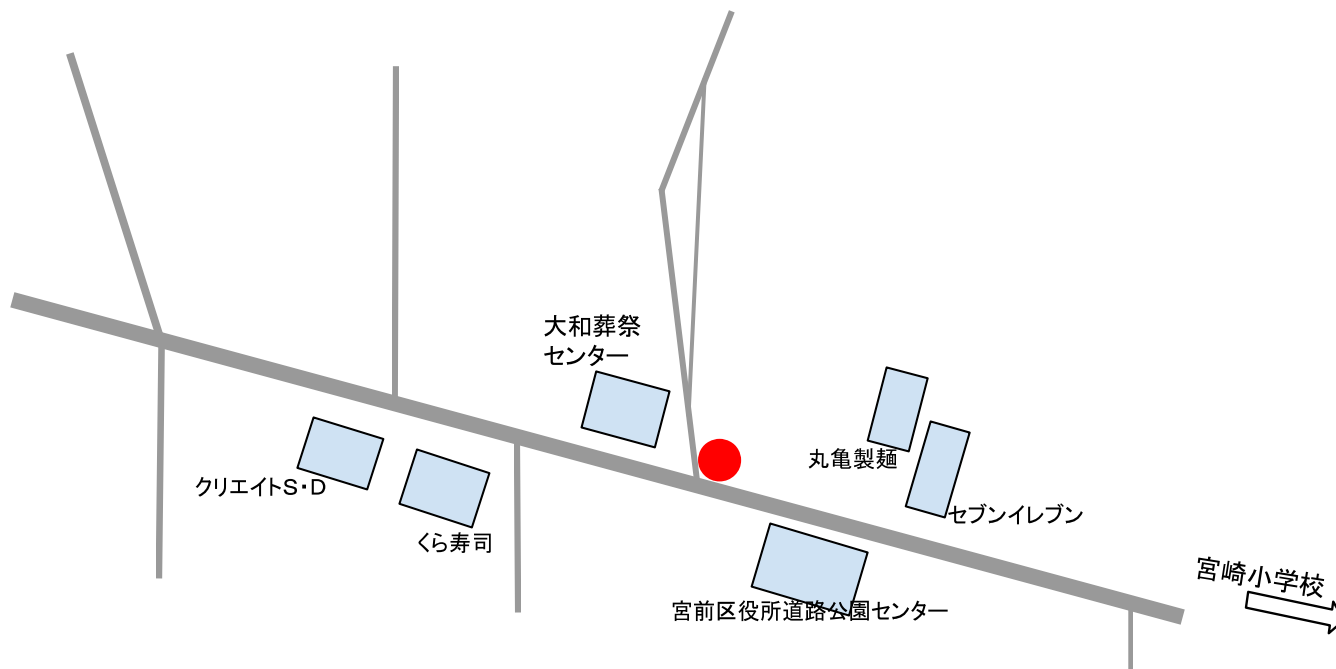 大和葬祭
センター
丸亀製麺
クリエイトS・D
セブンイレブン
くら寿司
宮崎小学校
宮前区役所道路公園センター